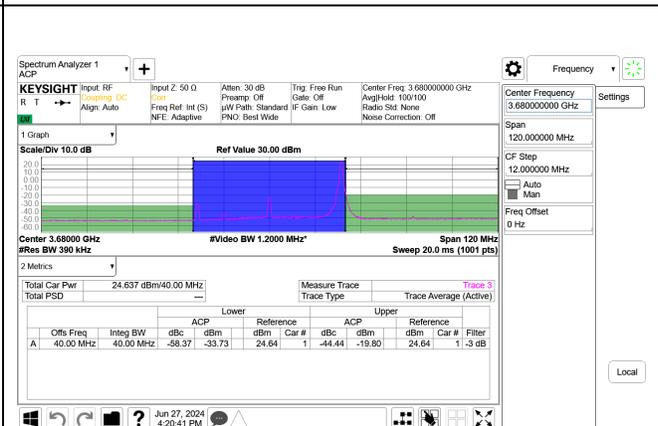 Spectrum Analyzer 1
ACP
Frequency
KEYSIGHT
R T
LXI
Input: RF
Coupling: DC
Align: Auto
Input Z: 50 Ω
Corr
Freq Ref: Int (S)
NFE: Adaptive
Atten: 30 dB
Preamp: Off
µW Path: Standard
PNO: Best Wide
Trig: Free Run
Gate: Off
IF Gain: Low
Center Freq: 3.680000000 GHz
Avg|Hold: 100/100
Radio Std: None
Noise Correction: Off
Center Frequency
3.680000000 GHz
Settings
Span
120.000000 MHz
CF Step
12.000000 MHz
Auto
Man
Freq Offset
0 Hz
Local
1 Graph
Scale/Div 10.0 dB
Ref Value 30.00 dBm
20.0
10.0
0.00
-10.0
-20.0
-30.0
-40.0
-50.0
-60.0
Center 3.68000 GHz
#Video BW 1.2000 MHz*
Span 120 MHz
#Res BW 390 kHz
Sweep 20.0 ms (1001 pts)
2 Metrics
Total Car Pwr 24.637 dBm/40.00 MHz Measure Trace Trace 3
Total PSD --- Trace Type Trace Average (Active)
Lower Upper
ACP Reference ACP Reference
Offs Freq Integ BW dBc dBm dBm Car # dBc dBm dBm Car # Filter
A 40.00 MHz 40.00 MHz -58.37 -33.73 24.64 1 -44.44 -19.80 24.64 1 -3 dB
Jun 27, 2024
4:20:41 PM